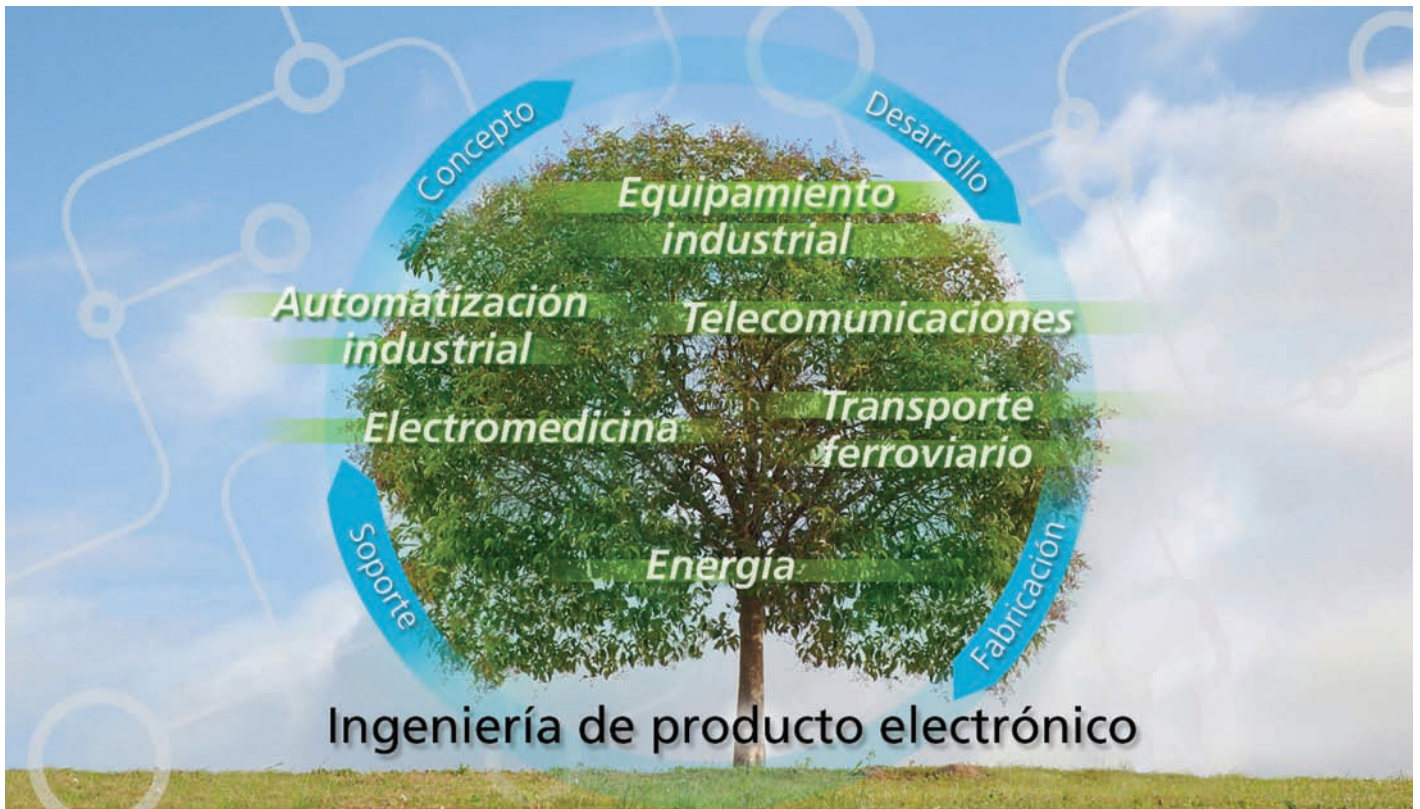 Concepto
Desarrollo
Equipamiento
industrial
Automatización
industrial
Telecomunicaciones
Electromedicina
Transporte
ferroviario
Soporte
Energía
Fabricación
Ingeniería de producto electrónico